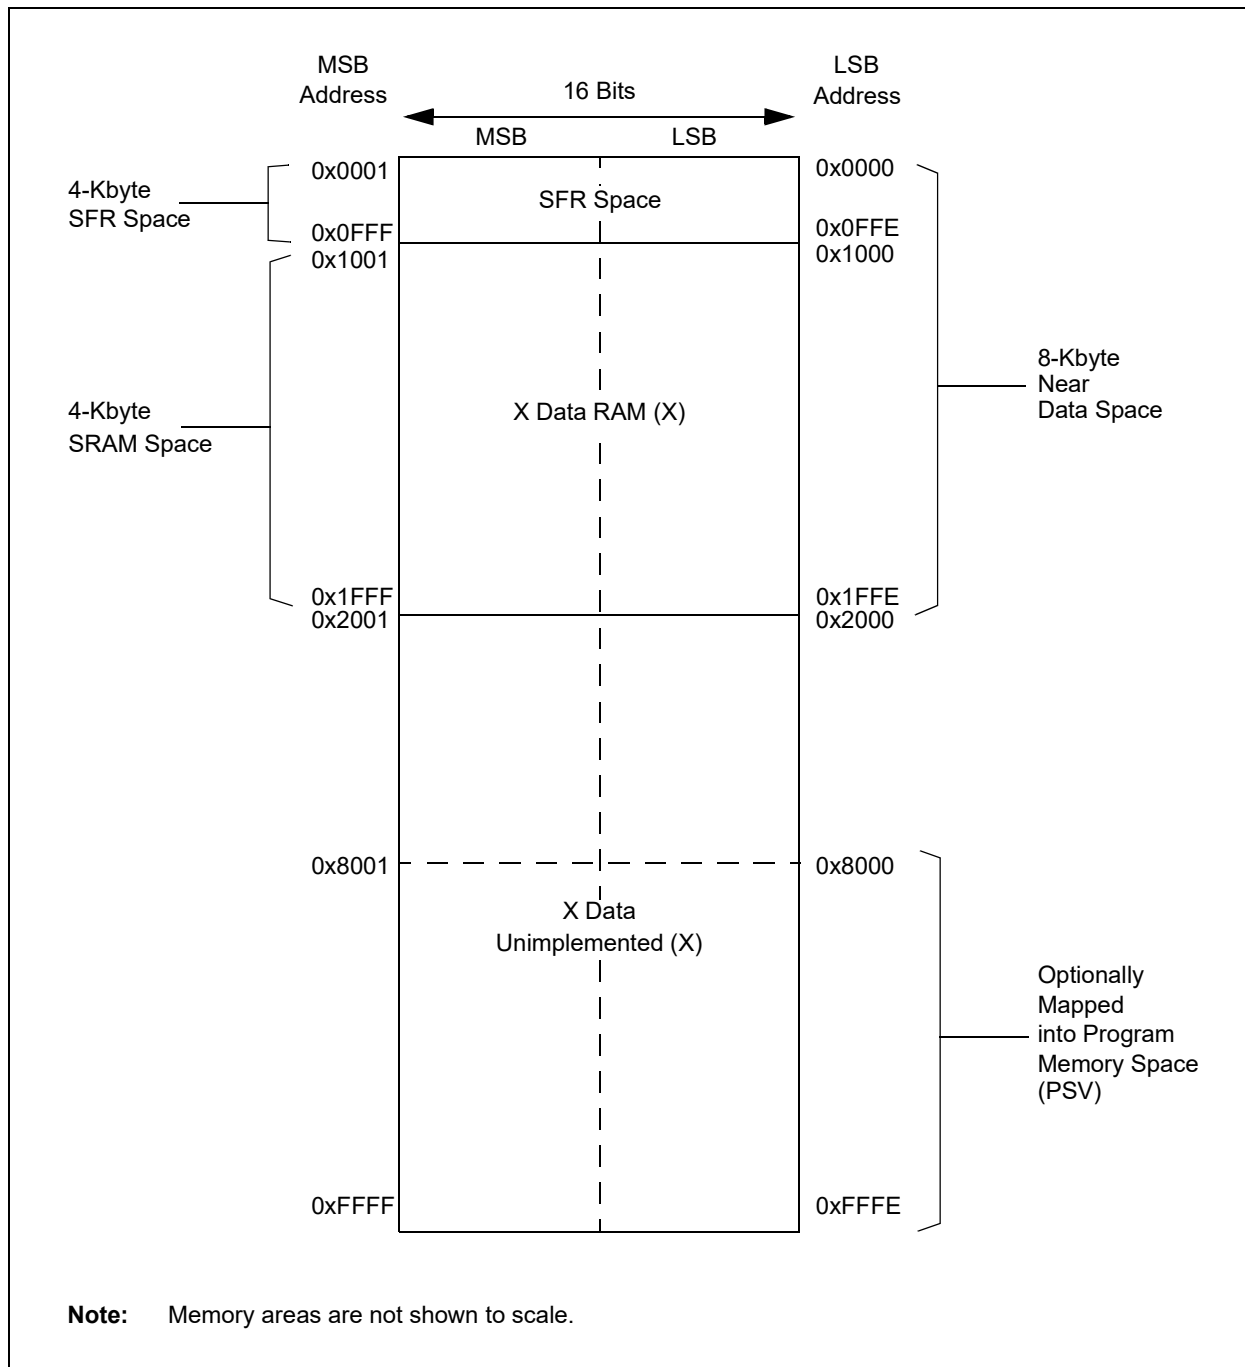 MSB
Address
LSB
Address
16 Bits
MSB
LSB
0x0001
0x0000
4-Kbyte
SFR Space
SFR Space
0x0FFF
0x0FFE
0x1001
0x1000
8-Kbyte
Near
Data Space
4-Kbyte
SRAM Space
X Data RAM (X)
0x1FFF
0x1FFE
0x2001
0x2000
0x8001
0x8000
X Data
Unimplemented (X)
Optionally
Mapped
into Program
Memory Space
(PSV)
0xFFFF
0xFFFE
Note: Memory areas are not shown to scale.